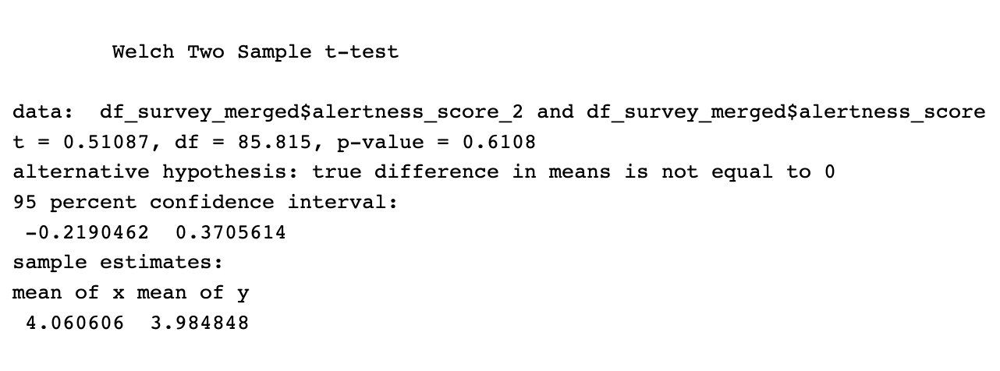 Welch Two Sample t-test
data: df_survey_merged$alertness_score_2 and df_survey_merged$alertness_score
t = 0.51087, df = 85.815, p-value = 0.6108
alternative hypothesis: true difference in means is not equal to 0
95 percent confidence interval:
-0.2190462 0.3705614
sample estimates:
mean of x mean of y
4.060606 3.984848